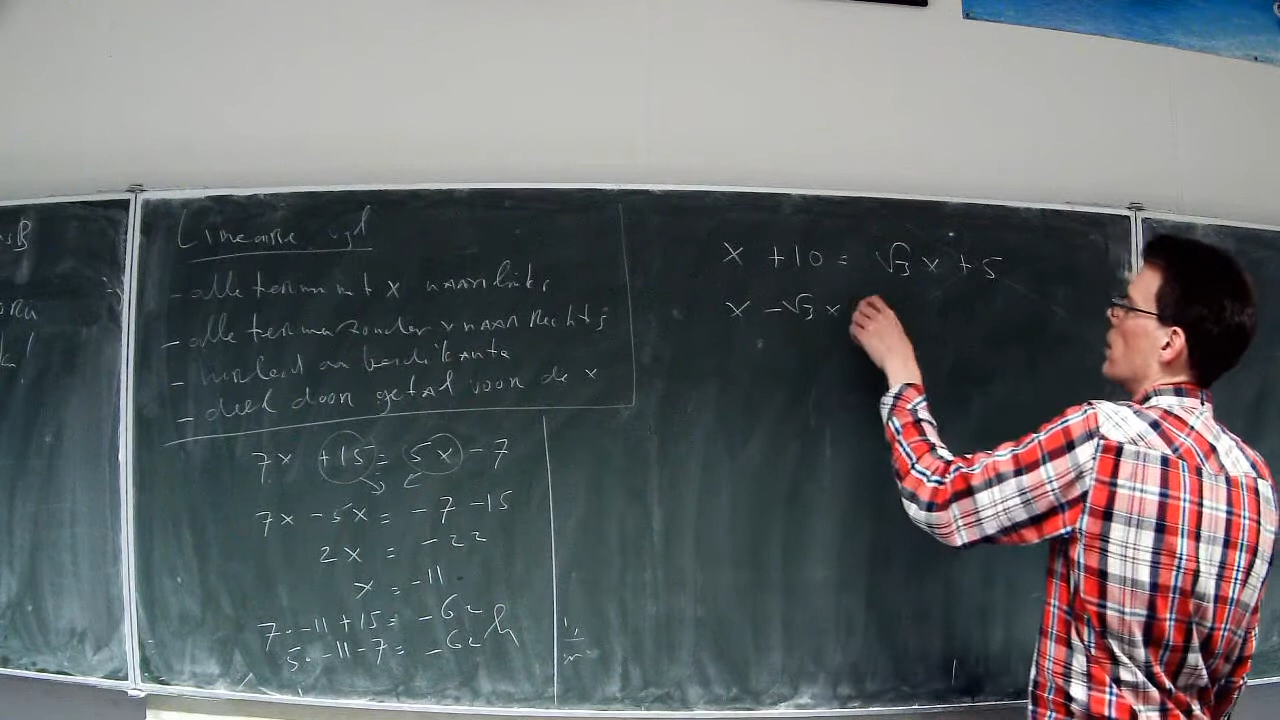 Lineaire vgl
- alle termen met x naar links
- alle termen zonder x naar Rechts
- herleid aan beide kanten
- deel door getal voor de x
7x +15 = 5x -7
7x -5x = -7 -15
2x = -22
x = -11
7·-11+15 = -62
5·-11-7 = -62
x +10 = √3 x +5
x -√3 x